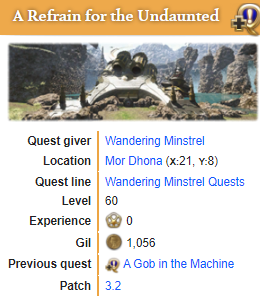 A Refrain for the Undaunted
Quest giver Wandering Minstrel
Location Mor Dhona (X:21, Y:8)
Quest line Wandering Minstrel Quests
Level 60
Experience 0
Gil 1,056
Previous quest A Gob in the Machine
Patch 3.2